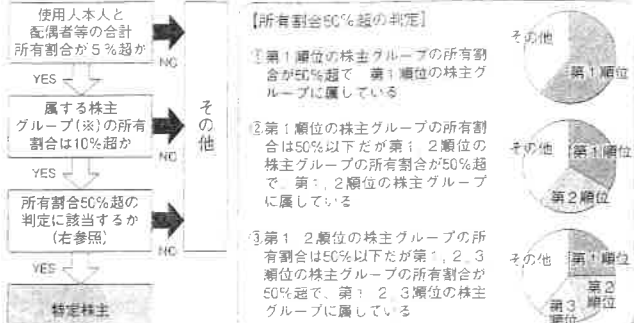 使用人本人と
配偶者等の合計
所有割合が5%超か
YES
NO
属する株主
グループ(※)の所有
割合は10%超か
YES
NO
所有割合50%超の
判定に該当するか
(右参照)
YES
NO
特定株主
その他
【所有割合50%超の判定】
①第1順位の株主グループの所有割
合が50%超で 第1順位の株主グ
ループに属している
その他
第1順位
②第1順位の株主グループの所有割
合は50%以下だが第1, 2順位の
株主グループの所有割合が50%超
で、第1, 2順位の株主グループ
に属している
その他
第1順位
第2順位
③第1 2順位の株主グループの所
有割合は50%以下だが第1, 2, 3
順位の株主グループの所有割合が
50%超で、第1 2, 3順位の株主
グループに属している
その他
第1順位
第2
順位
第3
順位